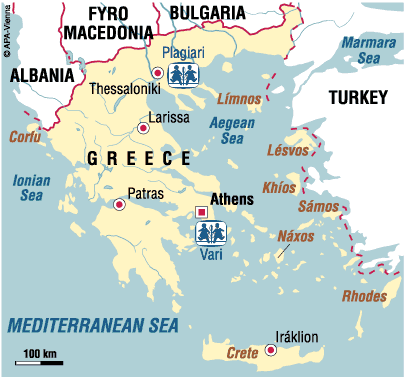 © APA-Vienna
FYRO
MACEDONIA
BULGARIA
Plagiari
Marmara
Sea
ALBANIA
Thessaloniki
Límnos
TURKEY
Larissa
Aegean
Sea
Corfu
GREECE
Lésvos
Ionian
Sea
Patras
Athens
Khíos
Sámos
Náxos
Vari
Rhodes
MEDITERRANEAN SEA
Iráklion
Crete
100 km